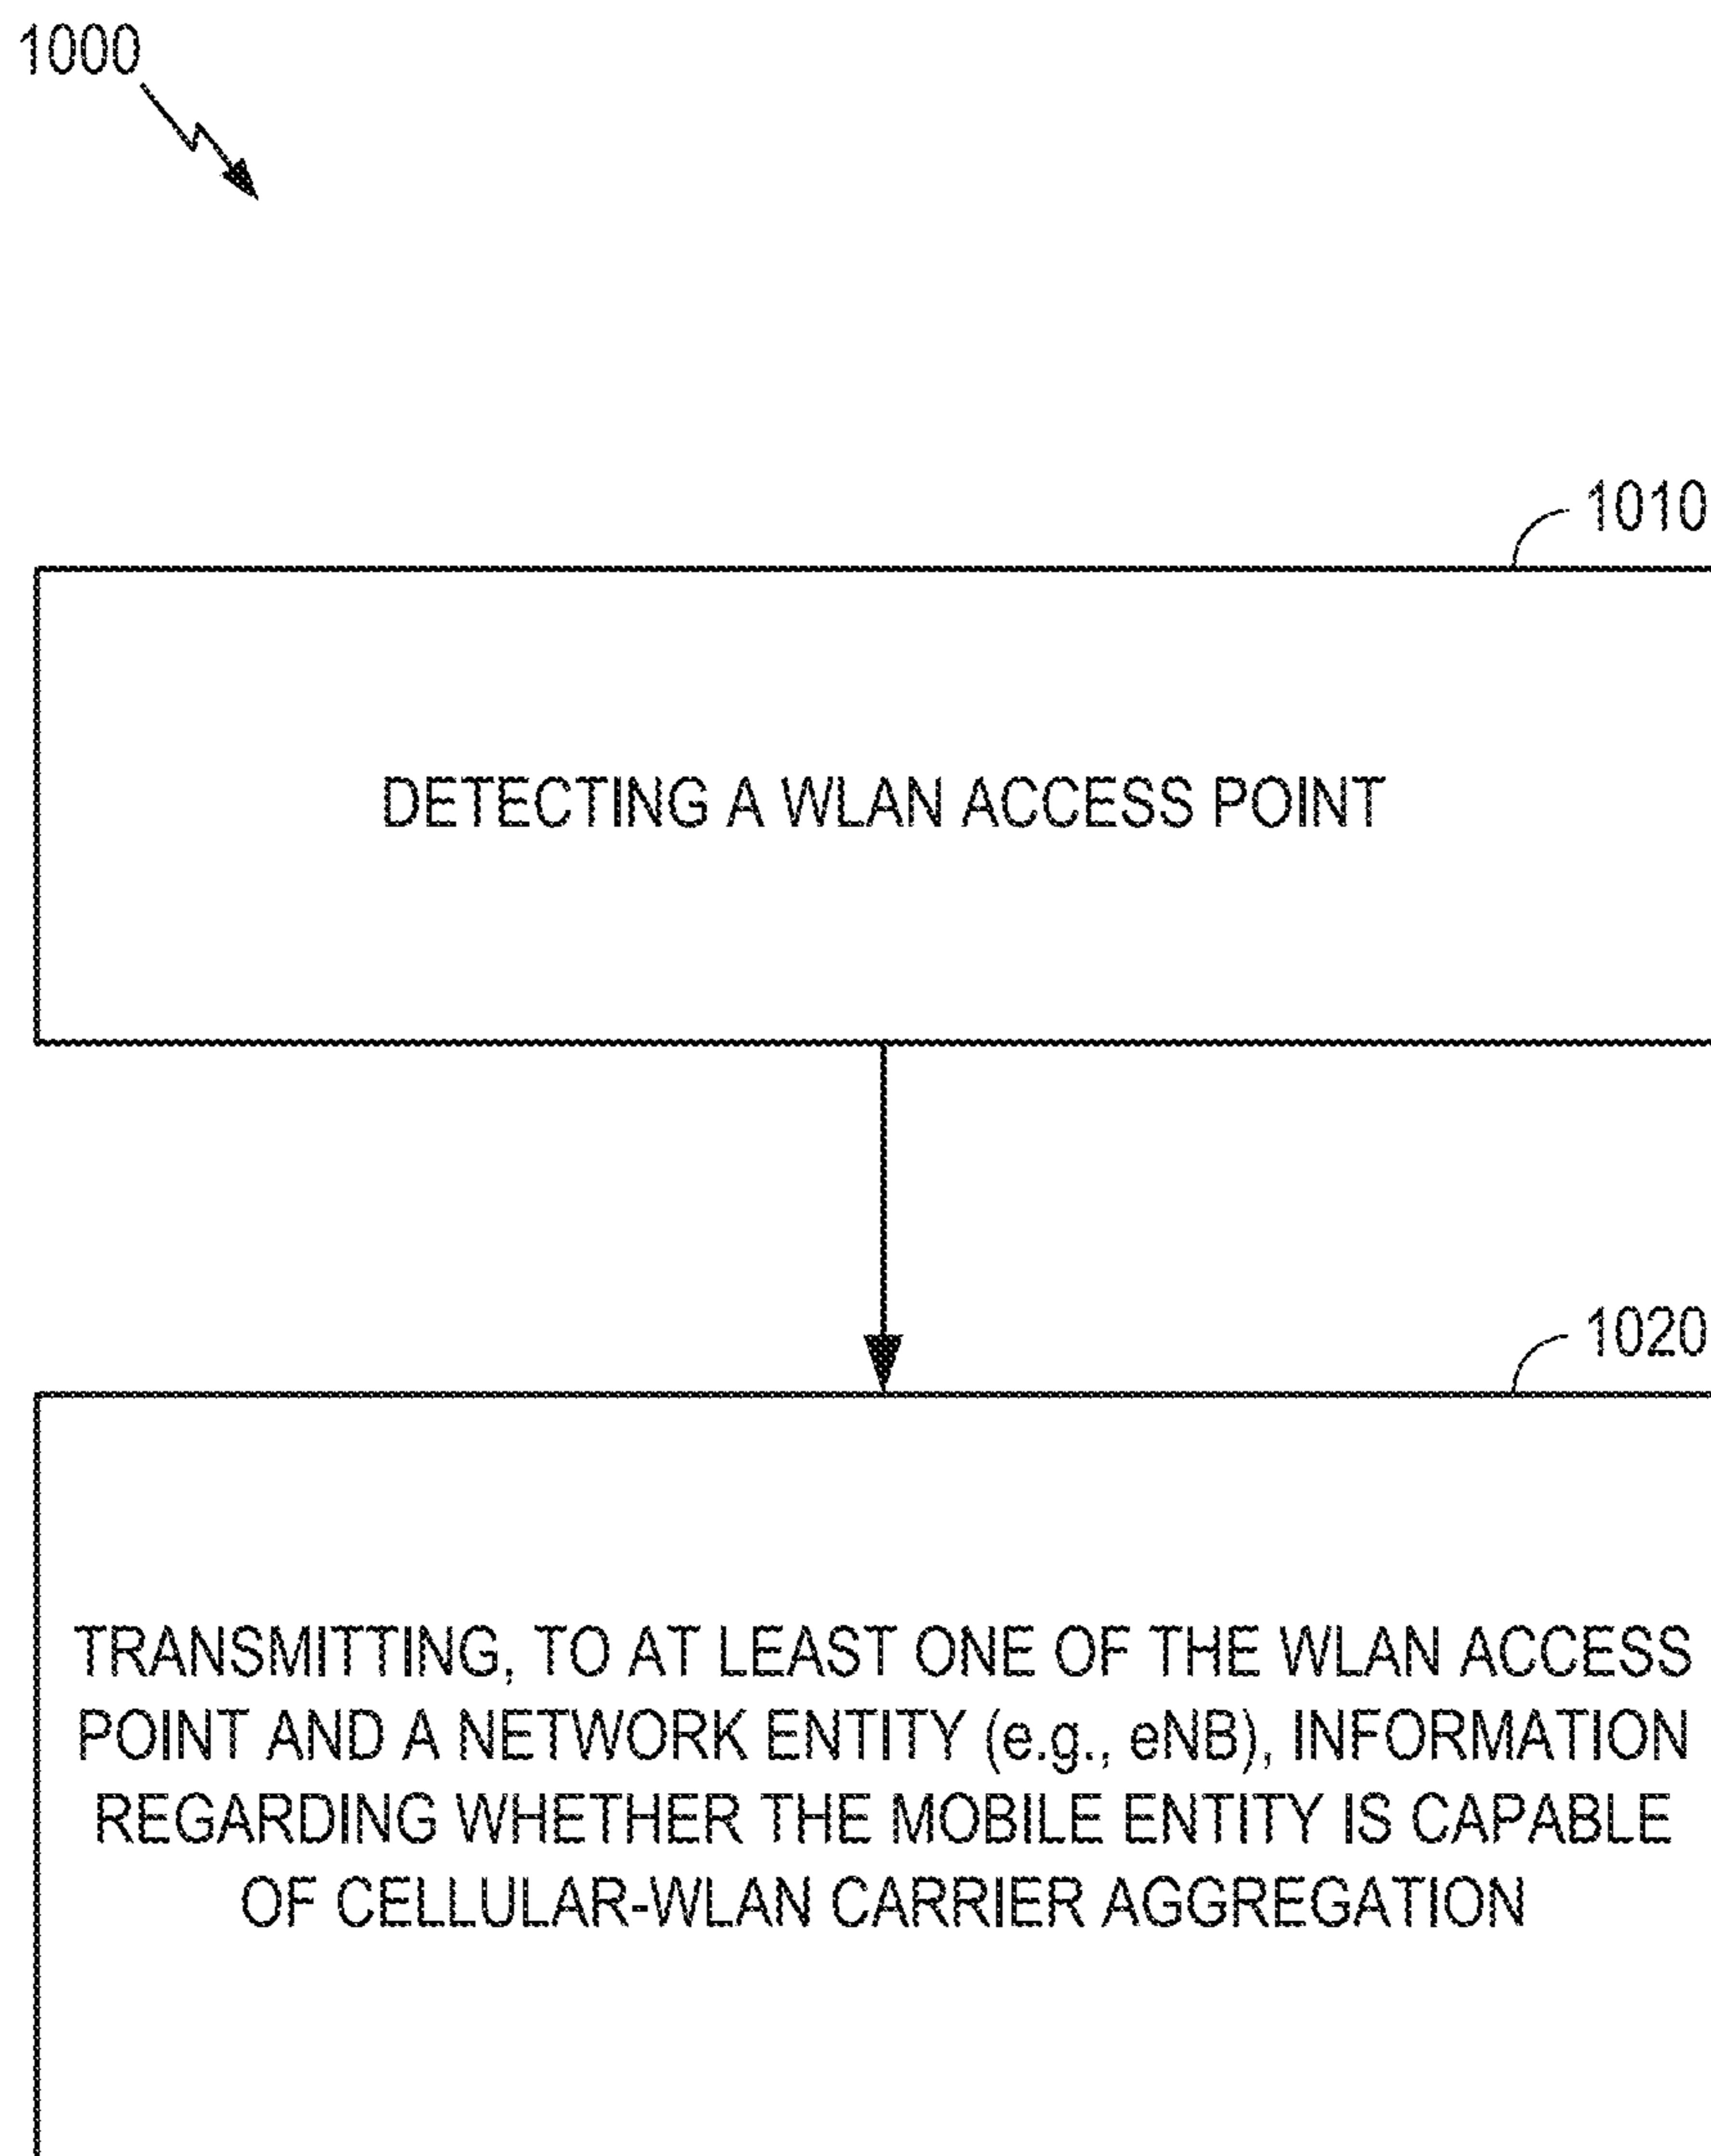 1000
1010
DETECTING A WLAN ACCESS POINT
1020
TRANSMITTING, TO AT LEAST ONE OF THE WLAN ACCESS
POINT AND A NETWORK ENTITY (e.g., eNB), INFORMATION
REGARDING WHETHER THE MOBILE ENTITY IS CAPABLE
OF CELLULAR-WLAN CARRIER AGGREGATION